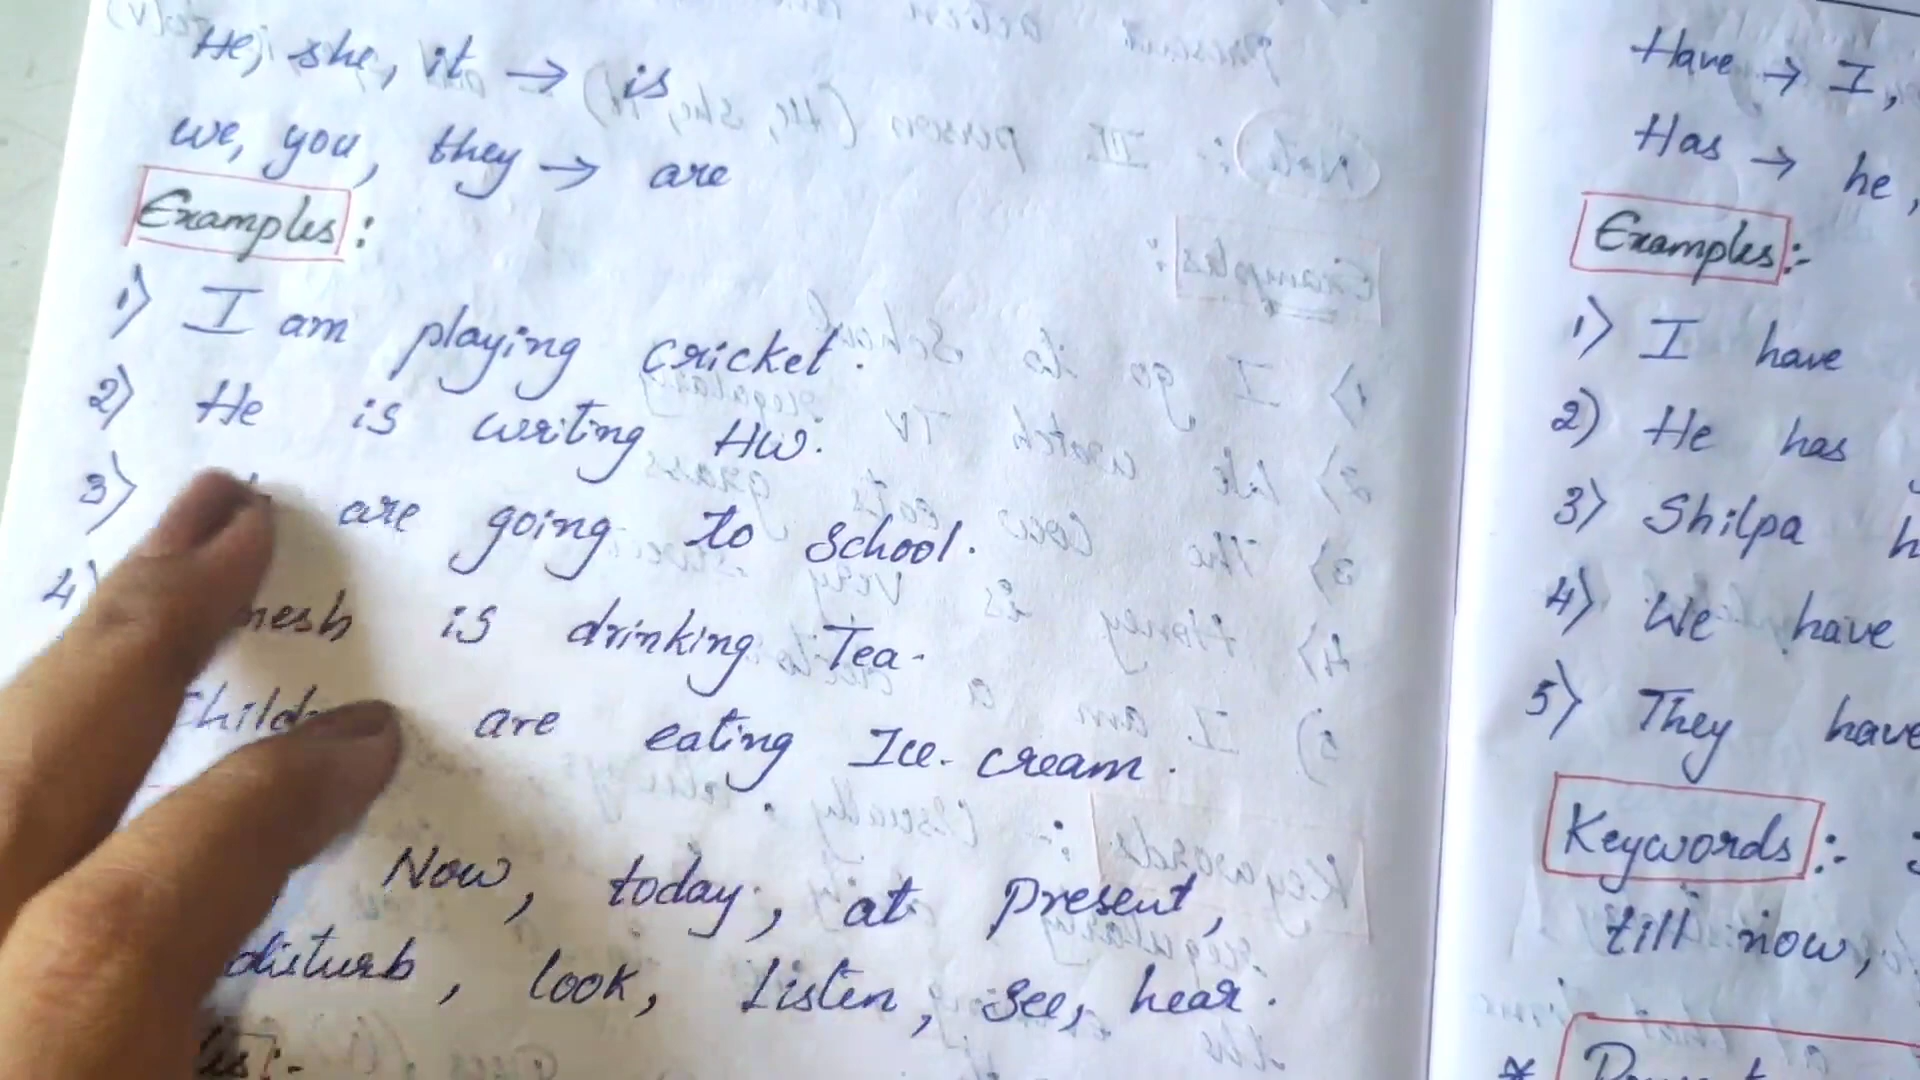 He, she, it → is
we, you, they → are
Examples:
1) I am playing cricket.
2) He is writing HW.
3) are going to school.
4) is drinking Tea.
are eating Ice-cream.
Now, today, at present,
disturb, look, Listen, see, hear.
Have → I,
Has → he,
Examples:-
1) I have
2) He has
3) Shilpa
4) We have
5) They have
Keywords:-
till now,